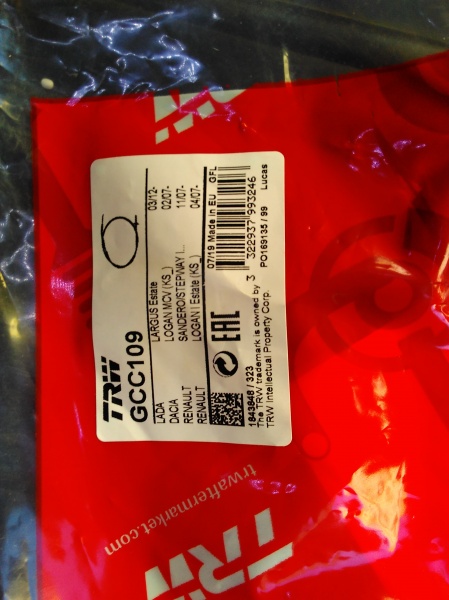 TRW
GCC109
LADA LARGUS Estate 03/12-
DACIA LOGAN MCV (KS_) 02/07-
RENAULT SANDERO/STEPWAY I... 11/07-
RENAULT LOGAN I Estate (KS_) 04/07-
EAC
07/19 Made in EU GFL
3 322937 993246
1843848 / 323
PO169135 / 99 Lucas
The TRW trademark is owned by
TRW Intellectual Property Corp.
trwaftermarket.com
TRW